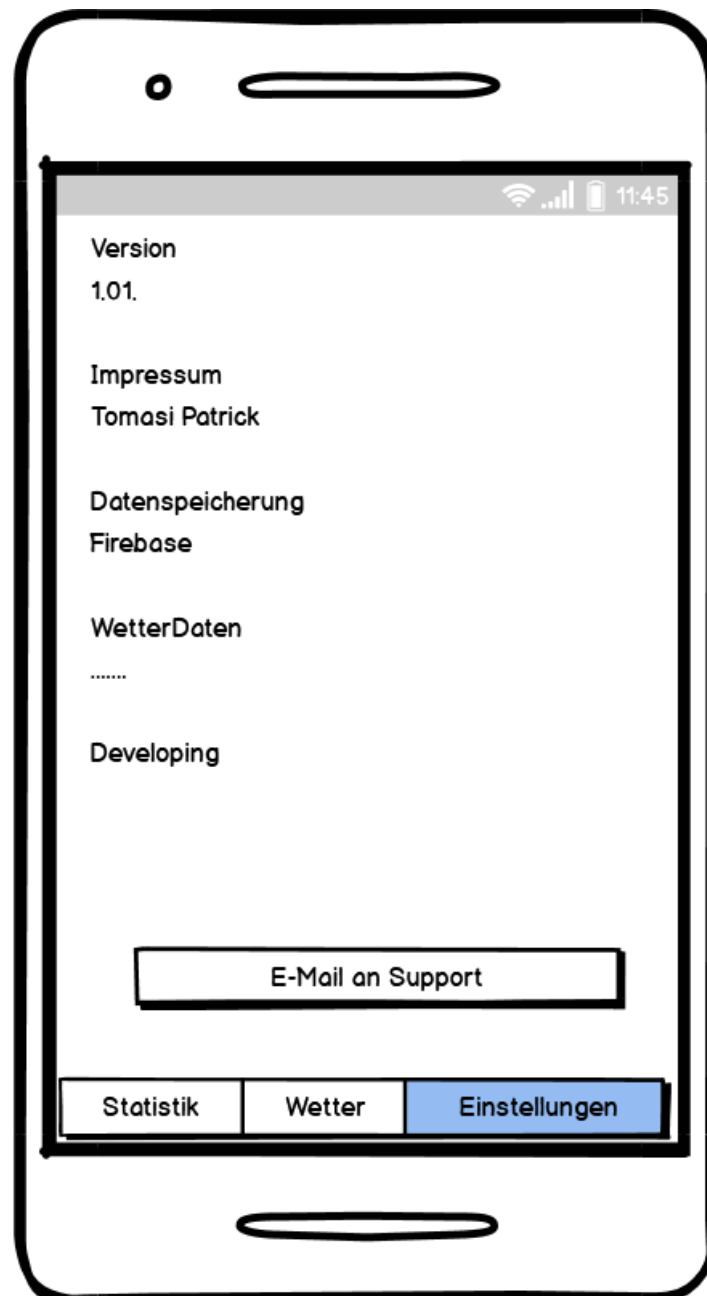 11:45
Version
1.01.
Impressum
Tomasi Patrick
Datenspeicherung
Firebase
WetterDaten
.......
Developing
E-Mail an Support
Statistik Wetter Einstellungen